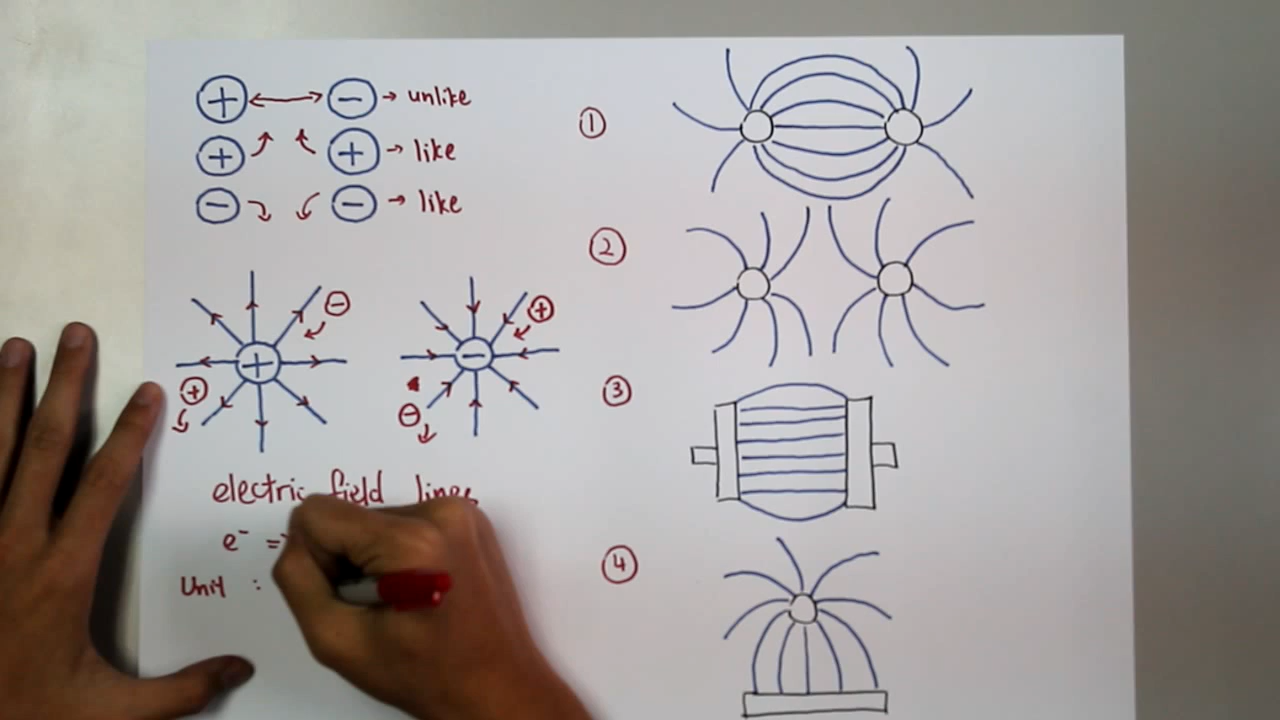 + − → unlike
+ + → like
− − → like
+ −
+
− +
−
electric field lines
e⁻ =>
Unit :
①
②
③
④